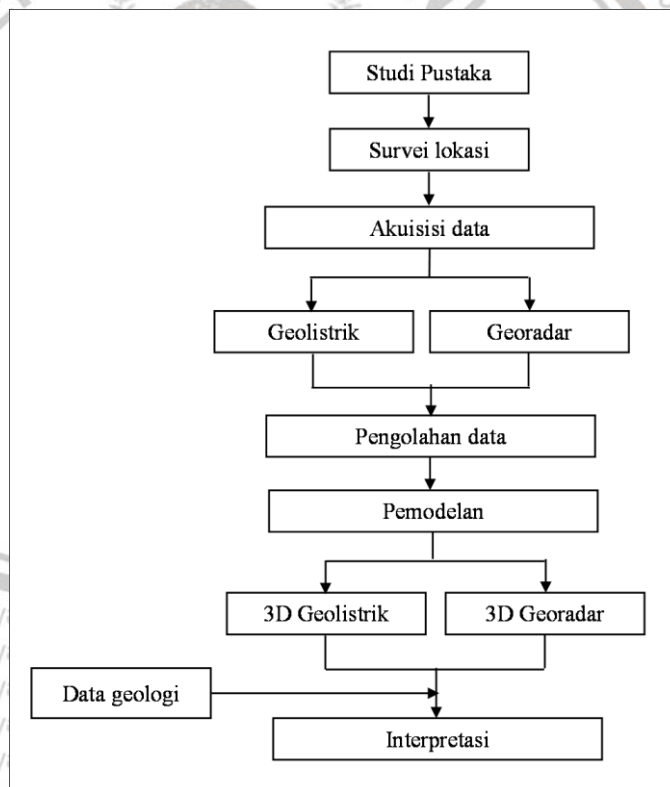 Studi Pustaka
Survei lokasi
Akuisisi data
Geolistrik
Georadar
Pengolahan data
Pemodelan
3D Geolistrik
3D Georadar
Data geologi
Interpretasi